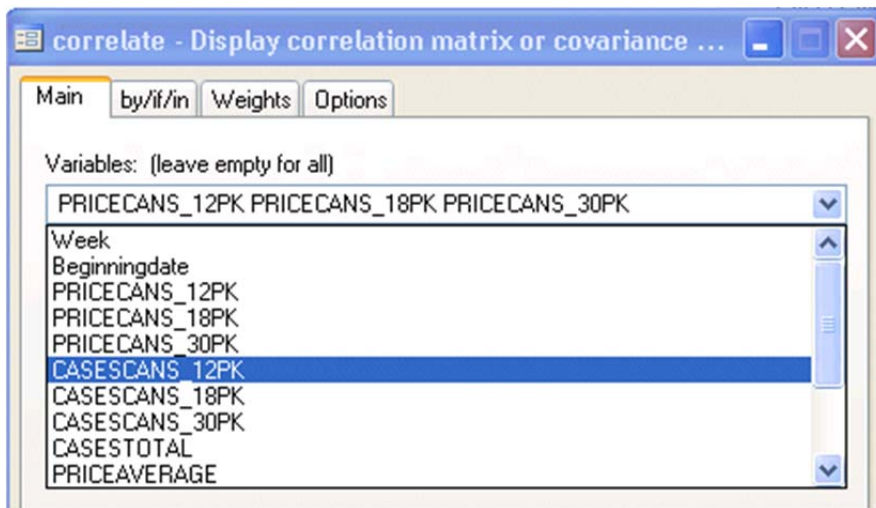 correlate - Display correlation matrix or covariance ...
Main by/if/in Weights Options
Variables: (leave empty for all)
PRICECANS_12PK PRICECANS_18PK PRICECANS_30PK
Week
Beginningdate
PRICECANS_12PK
PRICECANS_18PK
PRICECANS_30PK
CASESCANS_12PK
CASESCANS_18PK
CASESCANS_30PK
CASESTOTAL
PRICEAVERAGE